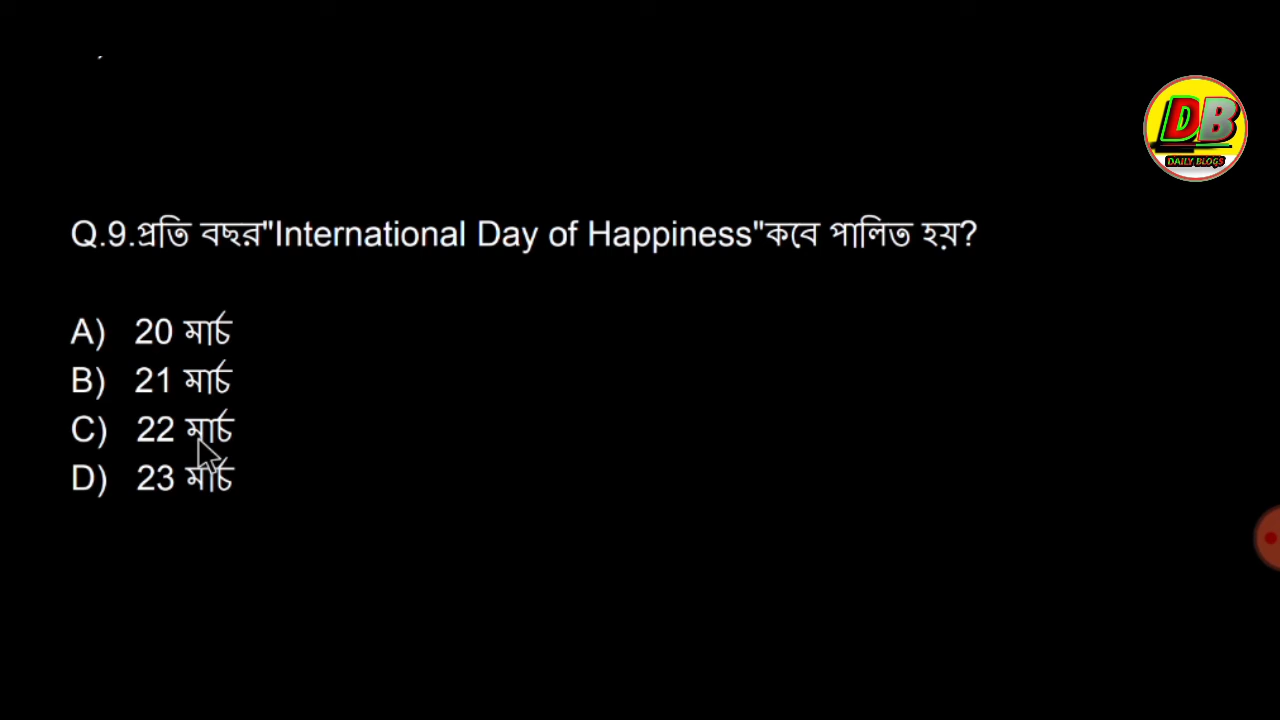 DB
DAILY BLOGS
Q.9.প্রতি বছর"International Day of Happiness"কবে পালিত হয়?
A) 20 মার্চ
B) 21 মার্চ
C) 22 মার্চ
D) 23 মার্চ